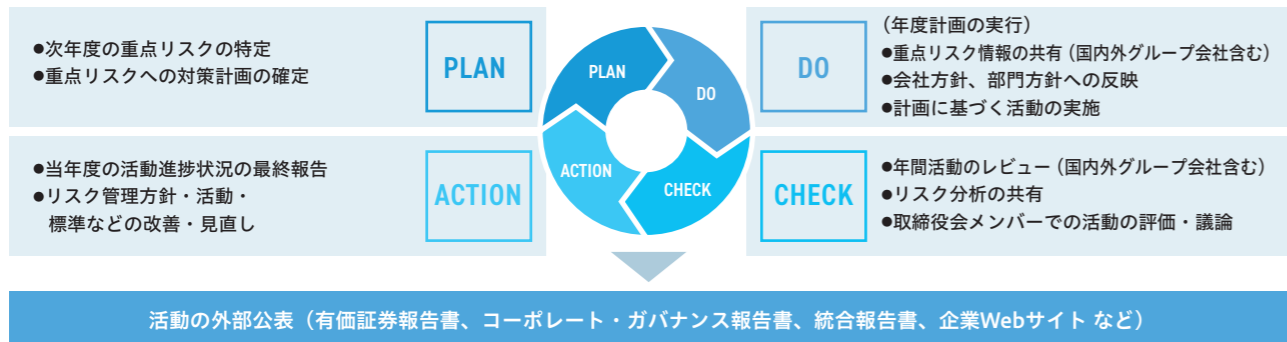 ●次年度の重点リスクの特定
●重点リスクへの対策計画の確定
PLAN
PLAN
DO
DO
(年度計画の実行)
●重点リスク情報の共有(国内外グループ会社含む)
●会社方針、部門方針への反映
●計画に基づく活動の実施
●当年度の活動進捗状況の最終報告
●リスク管理方針・活動・
標準などの改善・見直し
ACTION
ACTION
CHECK
CHECK
●年間活動のレビュー(国内外グループ会社含む)
●リスク分析の共有
●取締役会メンバーでの活動の評価・議論
活動の外部公表(有価証券報告書、コーポレート・ガバナンス報告書、統合報告書、企業Webサイト など)